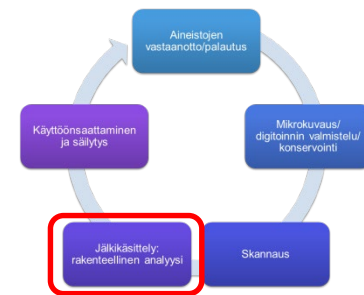 Aineistojen
vastaanotto/palautus
Mikrokuvaus/
digitoinnin valmistelu/
konservointi
Skannaus
Jälkikäsittely:
rakenteellinen analyysi
Käyttöönsaattaminen
ja säilytys